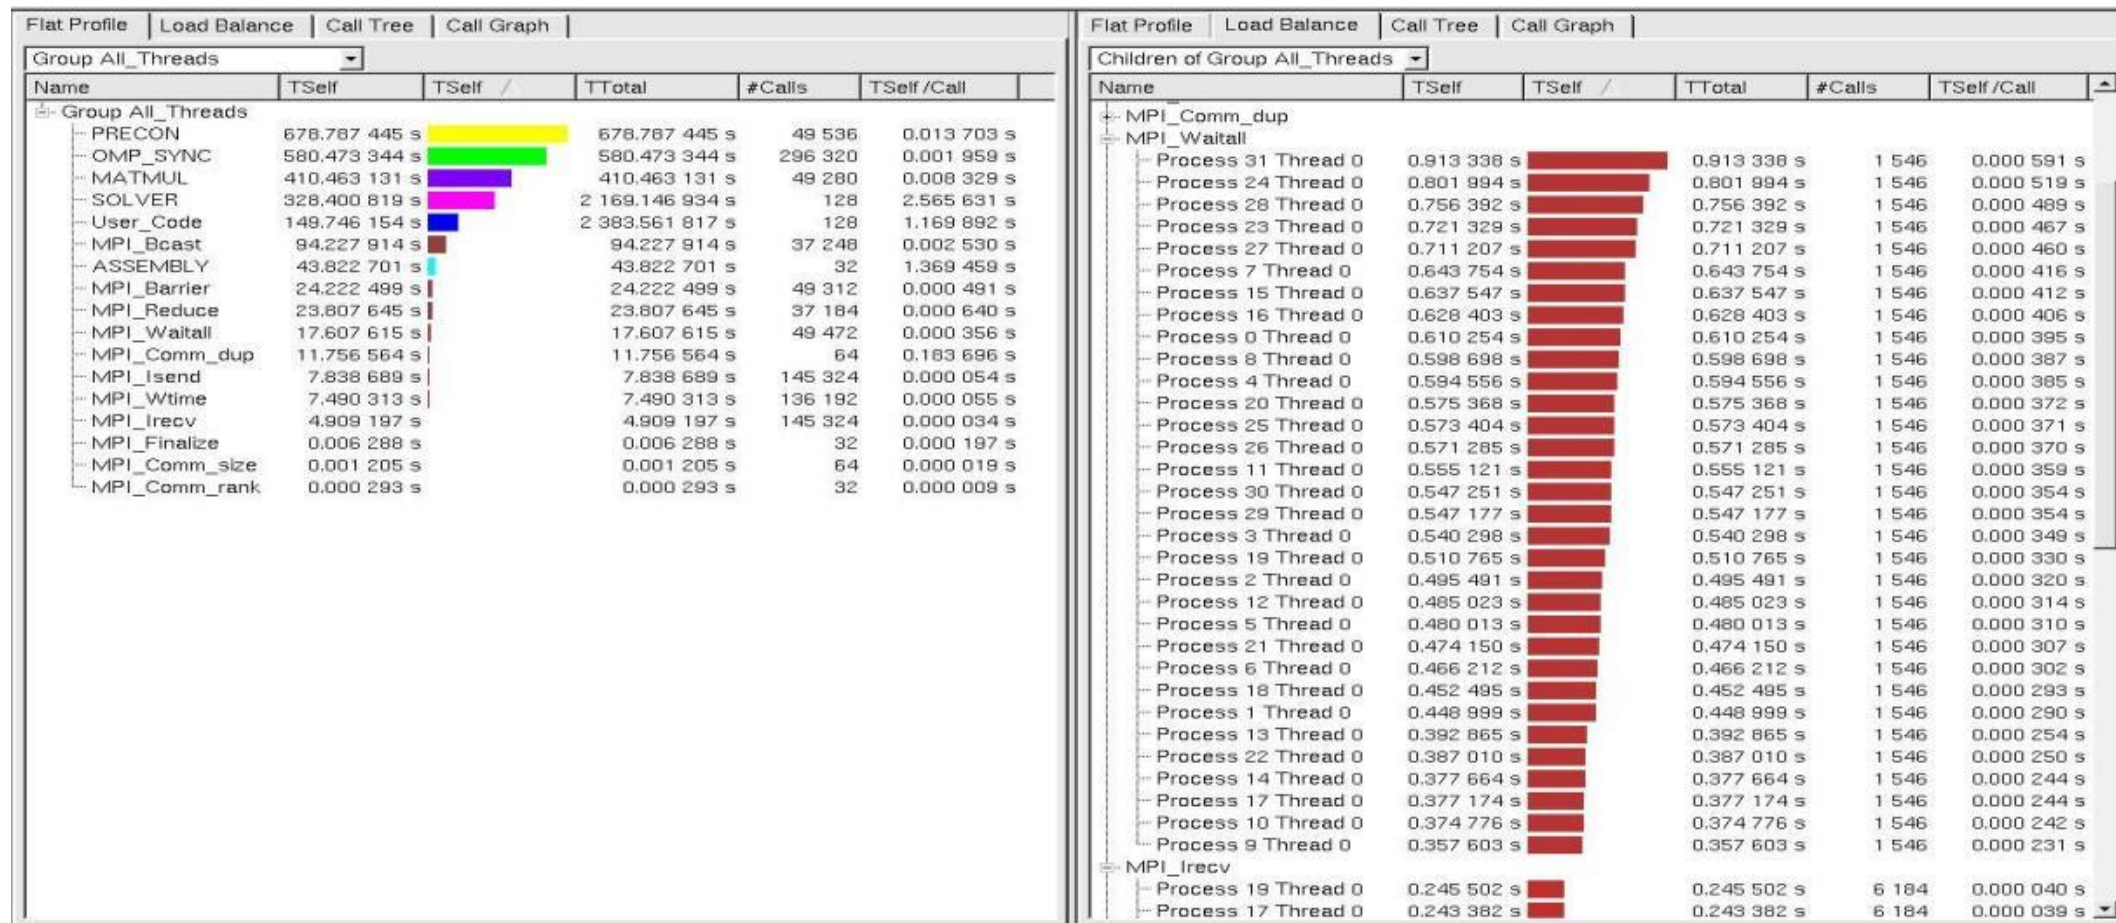 Flat Profile Load Balance Call Tree Call Graph
Group All_Threads
Name TSelf TSelf / TTotal #Calls TSelf/Call
Group All_Threads
PRECON 678.787 445 s 678.787 445 s 49 536 0.013 703 s
OMP_SYNC 580.473 344 s 580.473 344 s 296 320 0.001 959 s
MATMUL 410.463 131 s 410.463 131 s 49 280 0.008 329 s
SOLVER 328.400 819 s 2 169.146 934 s 128 2.565 631 s
User_Code 149.746 154 s 2 383.561 817 s 128 1.169 892 s
MPI_Bcast 94.227 914 s 94.227 914 s 37 248 0.002 530 s
ASSEMBLY 43.822 701 s 43.822 701 s 32 1.369 459 s
MPI_Barrier 24.222 499 s 24.222 499 s 49 312 0.000 491 s
MPI_Reduce 23.807 645 s 23.807 645 s 37 184 0.000 640 s
MPI_Waitall 17.607 615 s 17.607 615 s 49 472 0.000 356 s
MPI_Comm_dup 11.756 564 s 11.756 564 s 64 0.183 696 s
MPI_Isend 7.838 689 s 7.838 689 s 145 324 0.000 054 s
MPI_Wtime 7.490 313 s 7.490 313 s 136 192 0.000 055 s
MPI_Irecv 4.909 197 s 4.909 197 s 145 324 0.000 034 s
MPI_Finalize 0.006 288 s 0.006 288 s 32 0.000 197 s
MPI_Comm_size 0.001 205 s 0.001 205 s 64 0.000 019 s
MPI_Comm_rank 0.000 293 s 0.000 293 s 32 0.000 009 s
Flat Profile Load Balance Call Tree Call Graph
Children of Group All_Threads
Name TSelf TSelf / TTotal #Calls TSelf/Call
MPI_Comm_dup
MPI_Waitall
Process 31 Thread 0 0.913 338 s 0.913 338 s 1 546 0.000 591 s
Process 24 Thread 0 0.801 994 s 0.801 994 s 1 546 0.000 519 s
Process 28 Thread 0 0.756 392 s 0.756 392 s 1 546 0.000 489 s
Process 23 Thread 0 0.721 329 s 0.721 329 s 1 546 0.000 467 s
Process 27 Thread 0 0.711 207 s 0.711 207 s 1 546 0.000 460 s
Process 7 Thread 0 0.643 754 s 0.643 754 s 1 546 0.000 416 s
Process 15 Thread 0 0.637 547 s 0.637 547 s 1 546 0.000 412 s
Process 16 Thread 0 0.628 403 s 0.628 403 s 1 546 0.000 406 s
Process 0 Thread 0 0.610 254 s 0.610 254 s 1 546 0.000 395 s
Process 8 Thread 0 0.598 698 s 0.598 698 s 1 546 0.000 387 s
Process 4 Thread 0 0.594 556 s 0.594 556 s 1 546 0.000 385 s
Process 20 Thread 0 0.575 368 s 0.575 368 s 1 546 0.000 372 s
Process 25 Thread 0 0.573 404 s 0.573 404 s 1 546 0.000 371 s
Process 26 Thread 0 0.571 285 s 0.571 285 s 1 546 0.000 370 s
Process 11 Thread 0 0.555 121 s 0.555 121 s 1 546 0.000 359 s
Process 30 Thread 0 0.547 251 s 0.547 251 s 1 546 0.000 354 s
Process 29 Thread 0 0.547 177 s 0.547 177 s 1 546 0.000 354 s
Process 3 Thread 0 0.540 298 s 0.540 298 s 1 546 0.000 349 s
Process 19 Thread 0 0.510 765 s 0.510 765 s 1 546 0.000 330 s
Process 2 Thread 0 0.495 491 s 0.495 491 s 1 546 0.000 320 s
Process 12 Thread 0 0.485 023 s 0.485 023 s 1 546 0.000 314 s
Process 5 Thread 0 0.480 013 s 0.480 013 s 1 546 0.000 310 s
Process 21 Thread 0 0.474 150 s 0.474 150 s 1 546 0.000 307 s
Process 6 Thread 0 0.466 212 s 0.466 212 s 1 546 0.000 302 s
Process 18 Thread 0 0.452 495 s 0.452 495 s 1 546 0.000 293 s
Process 1 Thread 0 0.448 999 s 0.448 999 s 1 546 0.000 290 s
Process 13 Thread 0 0.392 865 s 0.392 865 s 1 546 0.000 254 s
Process 22 Thread 0 0.387 010 s 0.387 010 s 1 546 0.000 250 s
Process 14 Thread 0 0.377 664 s 0.377 664 s 1 546 0.000 244 s
Process 17 Thread 0 0.377 174 s 0.377 174 s 1 546 0.000 244 s
Process 10 Thread 0 0.374 776 s 0.374 776 s 1 546 0.000 242 s
Process 9 Thread 0 0.357 603 s 0.357 603 s 1 546 0.000 231 s
MPI_Irecv
Process 19 Thread 0 0.245 502 s 0.245 502 s 6 184 0.000 040 s
Process 17 Thread 0 0.243 382 s 0.243 382 s 6 184 0.000 039 s